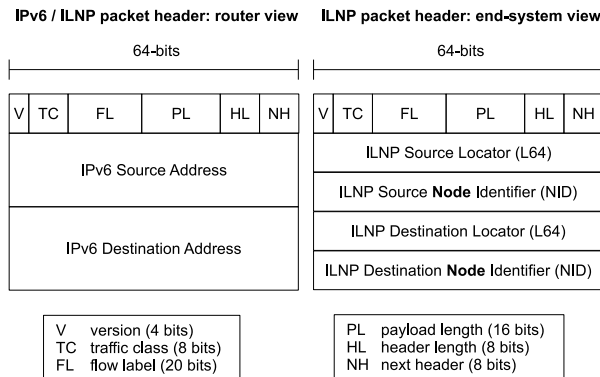 IPv6 / ILNP packet header: router view
64-bits
V TC FL PL HL NH
IPv6 Source Address
IPv6 Destination Address
V version (4 bits)
TC traffic class (8 bits)
FL flow label (20 bits)
ILNP packet header: end-system view
64-bits
V TC FL PL HL NH
ILNP Source Locator (L64)
ILNP Source Node Identifier (NID)
ILNP Destination Locator (L64)
ILNP Destination Node Identifier (NID)
PL payload length (16 bits)
HL header length (8 bits)
NH next header (8 bits)